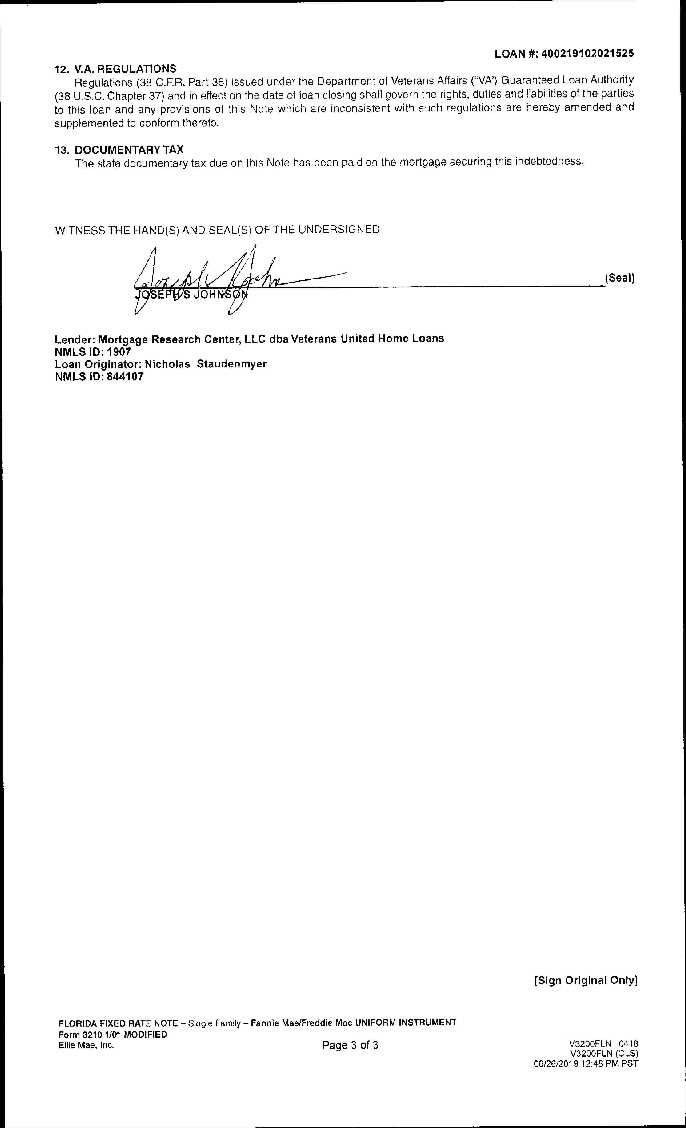 LOAN #: 400219102021525
12. V.A. REGULATIONS
Regulations (38 C.F.R. Part 36) issued under the Department of Veterans Affairs ("VA") Guaranteed Loan Authority
(38 U.S.C. Chapter 37) and in effect on the date of loan closing shall govern the rights, duties and liabilities of the parties
to this loan and any provisions of this Note which are inconsistent with such regulations are hereby amended and
supplemented to conform thereto.
13. DOCUMENTARY TAX
The state documentary tax due on this Note has been paid on the mortgage securing this indebtedness.
WITNESS THE HAND(S) AND SEAL(S) OF THE UNDERSIGNED
(Seal)
JOSEPH S JOHNSON
Lender: Mortgage Research Center, LLC dba Veterans United Home Loans
NMLS ID: 1907
Loan Originator: Nicholas Staudenmyer
NMLS ID: 844107
[Sign Original Only]
FLORIDA FIXED RATE NOTE – Single Family – Fannie Mae/Freddie Mac UNIFORM INSTRUMENT
Form 3210 1/01 MODIFIED
Ellie Mae, Inc.
Page 3 of 3
V3200FLN 0418
V3200FLN (CLS)
06/26/2019 12:48 PM PST